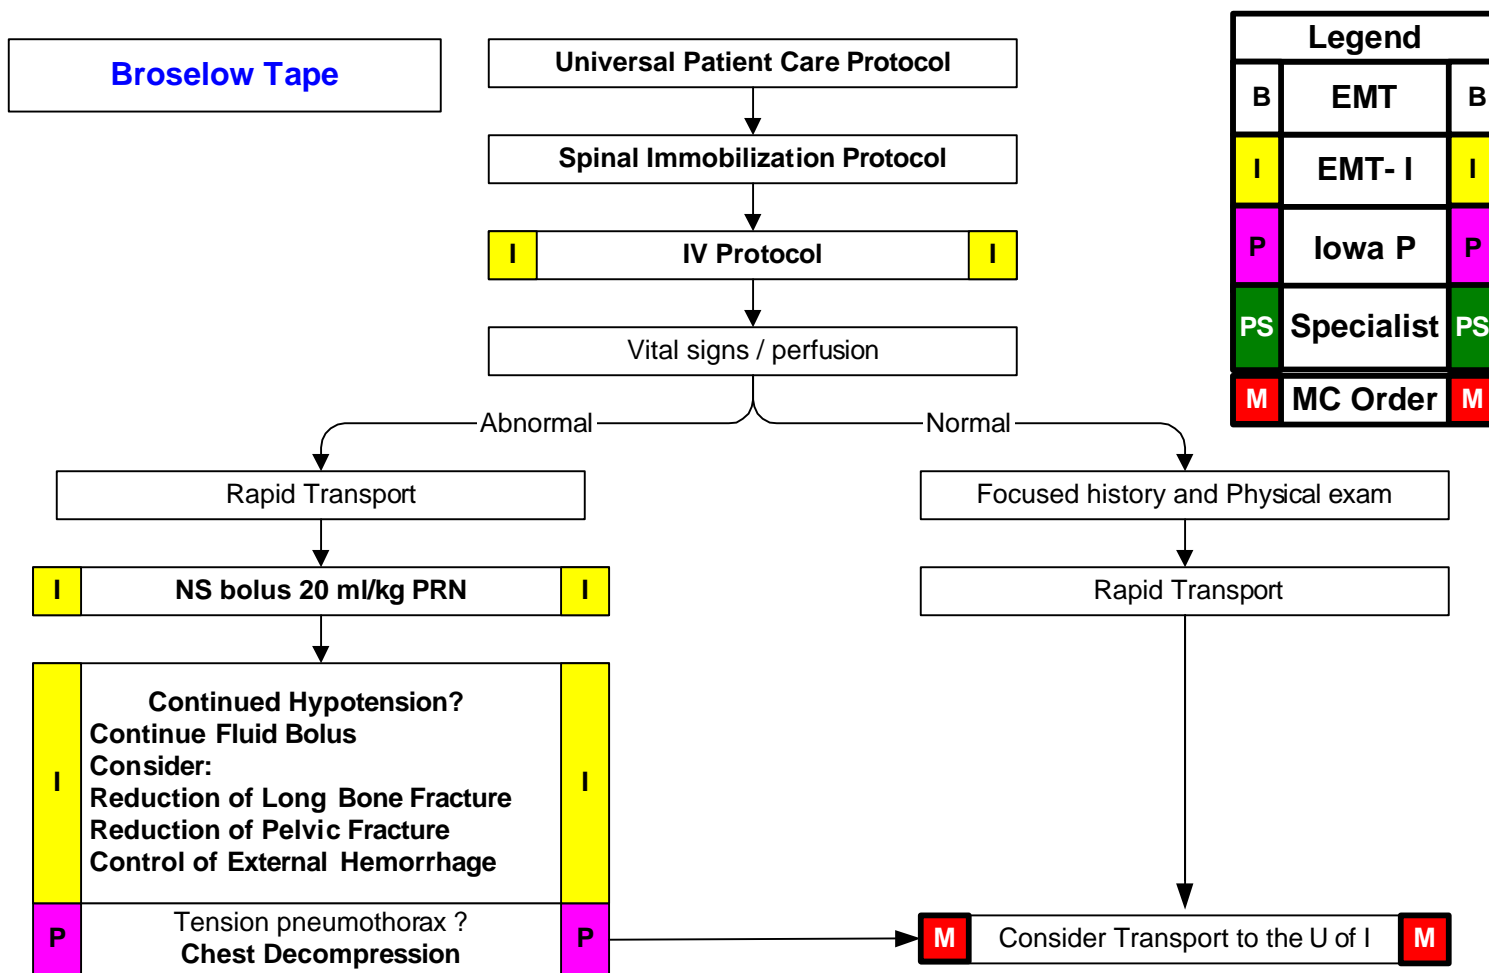 Broselow Tape
Universal Patient Care Protocol
Spinal Immobilization Protocol
I IV Protocol I
Vital signs / perfusion
Abnormal
Normal
Rapid Transport
Focused history and Physical exam
I NS bolus 20 ml/kg PRN I
Rapid Transport
Continued Hypotension?
Continue Fluid Bolus
Consider:
I Reduction of Long Bone Fracture I
Reduction of Pelvic Fracture
Control of External Hemorrhage
P Tension pneumothorax ? P
Chest Decompression
M Consider Transport to the U of I M
Legend
B EMT B
I EMT- I I
P Iowa P P
PS Specialist PS
M MC Order M